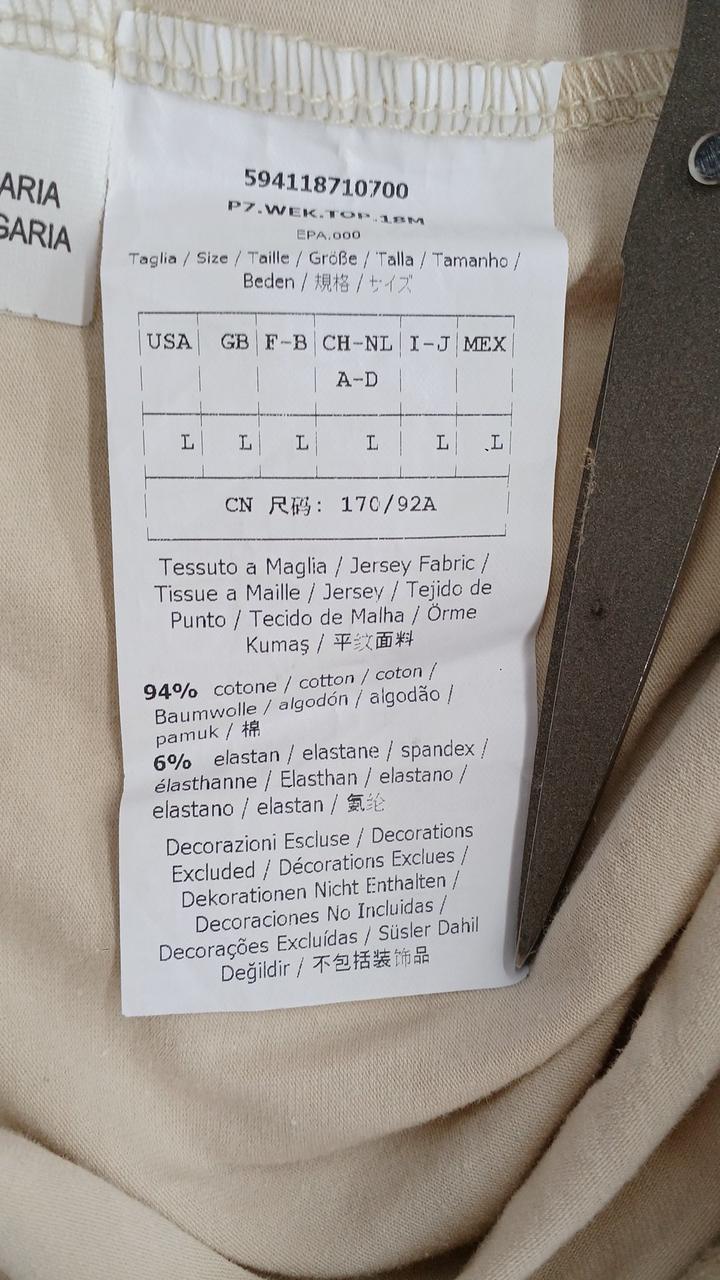 ARIA
GARIA
594118710700
P7.WEK.TOP.18M
EPA.000
Taglia / Size / Taille / Größe / Talla / Tamanho /
Beden / 規格 / サイズ
USA GB F-B CH-NL I-J MEX
A-D
L L L L L L
CN 尺码: 170/92A
Tessuto a Maglia / Jersey Fabric /
Tissue a Maille / Jersey / Tejido de
Punto / Tecido de Malha / Örme
Kumaş / 平纹面料
94% cotone / cotton / coton /
Baumwolle / algodón / algodão /
pamuk / 棉
6% elastan / elastane / spandex /
élasthanne / Elasthan / elastano /
elastano / elastan / 氨纶
Decorazioni Escluse / Decorations
Excluded / Décorations Exclues /
Dekorationen Nicht Enthalten /
Decoraciones No Incluidas /
Decorações Excluídas / Süsler Dahil
Değildir / 不包括装饰品